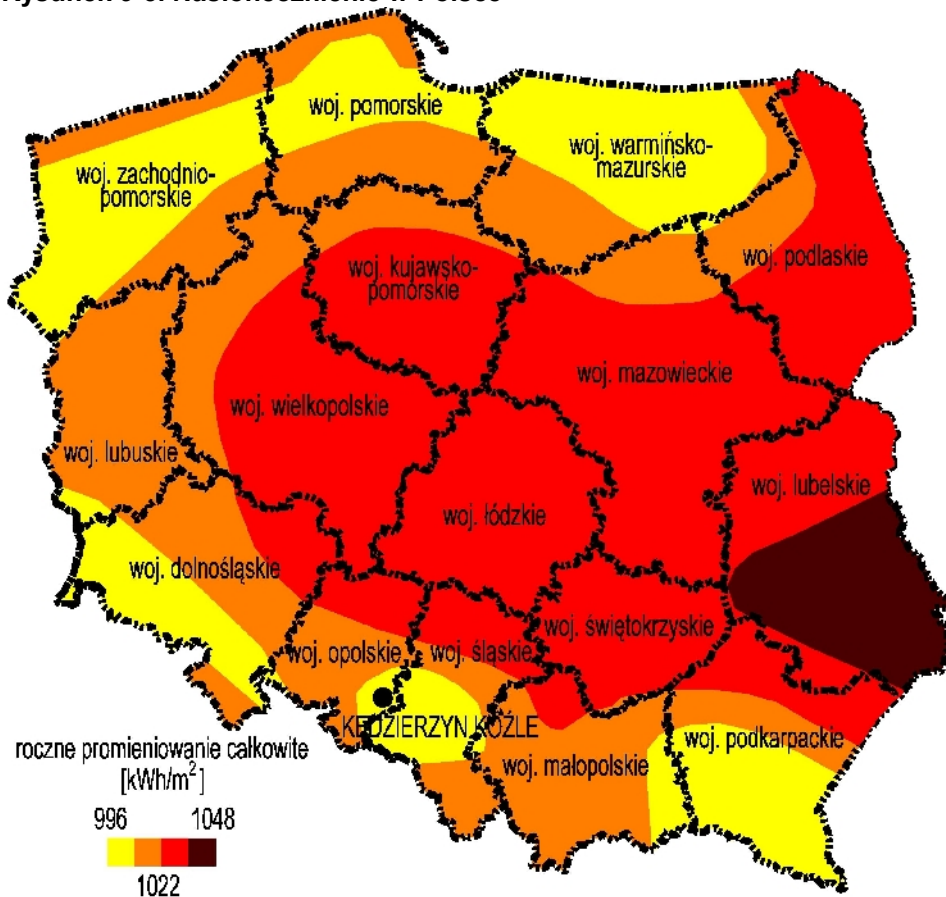 woj. pomorskie
woj. warmińsko-
mazurskie
woj. zachodnio-
pomorskie
woj. podlaskie
woj. kujawsko-
pomorskie
woj. mazowieckie
woj. wielkopolskie
woj. lubuskie
woj. lubelskie
woj. łódzkie
woj. dolnośląskie
woj. świętokrzyskie
woj. opolskie
woj. śląskie
KĘDZIERZYN KOŹLE
woj. podkarpackie
woj. małopolskie
roczne promieniowanie całkowite
[kWh/m²]
996 1048
1022